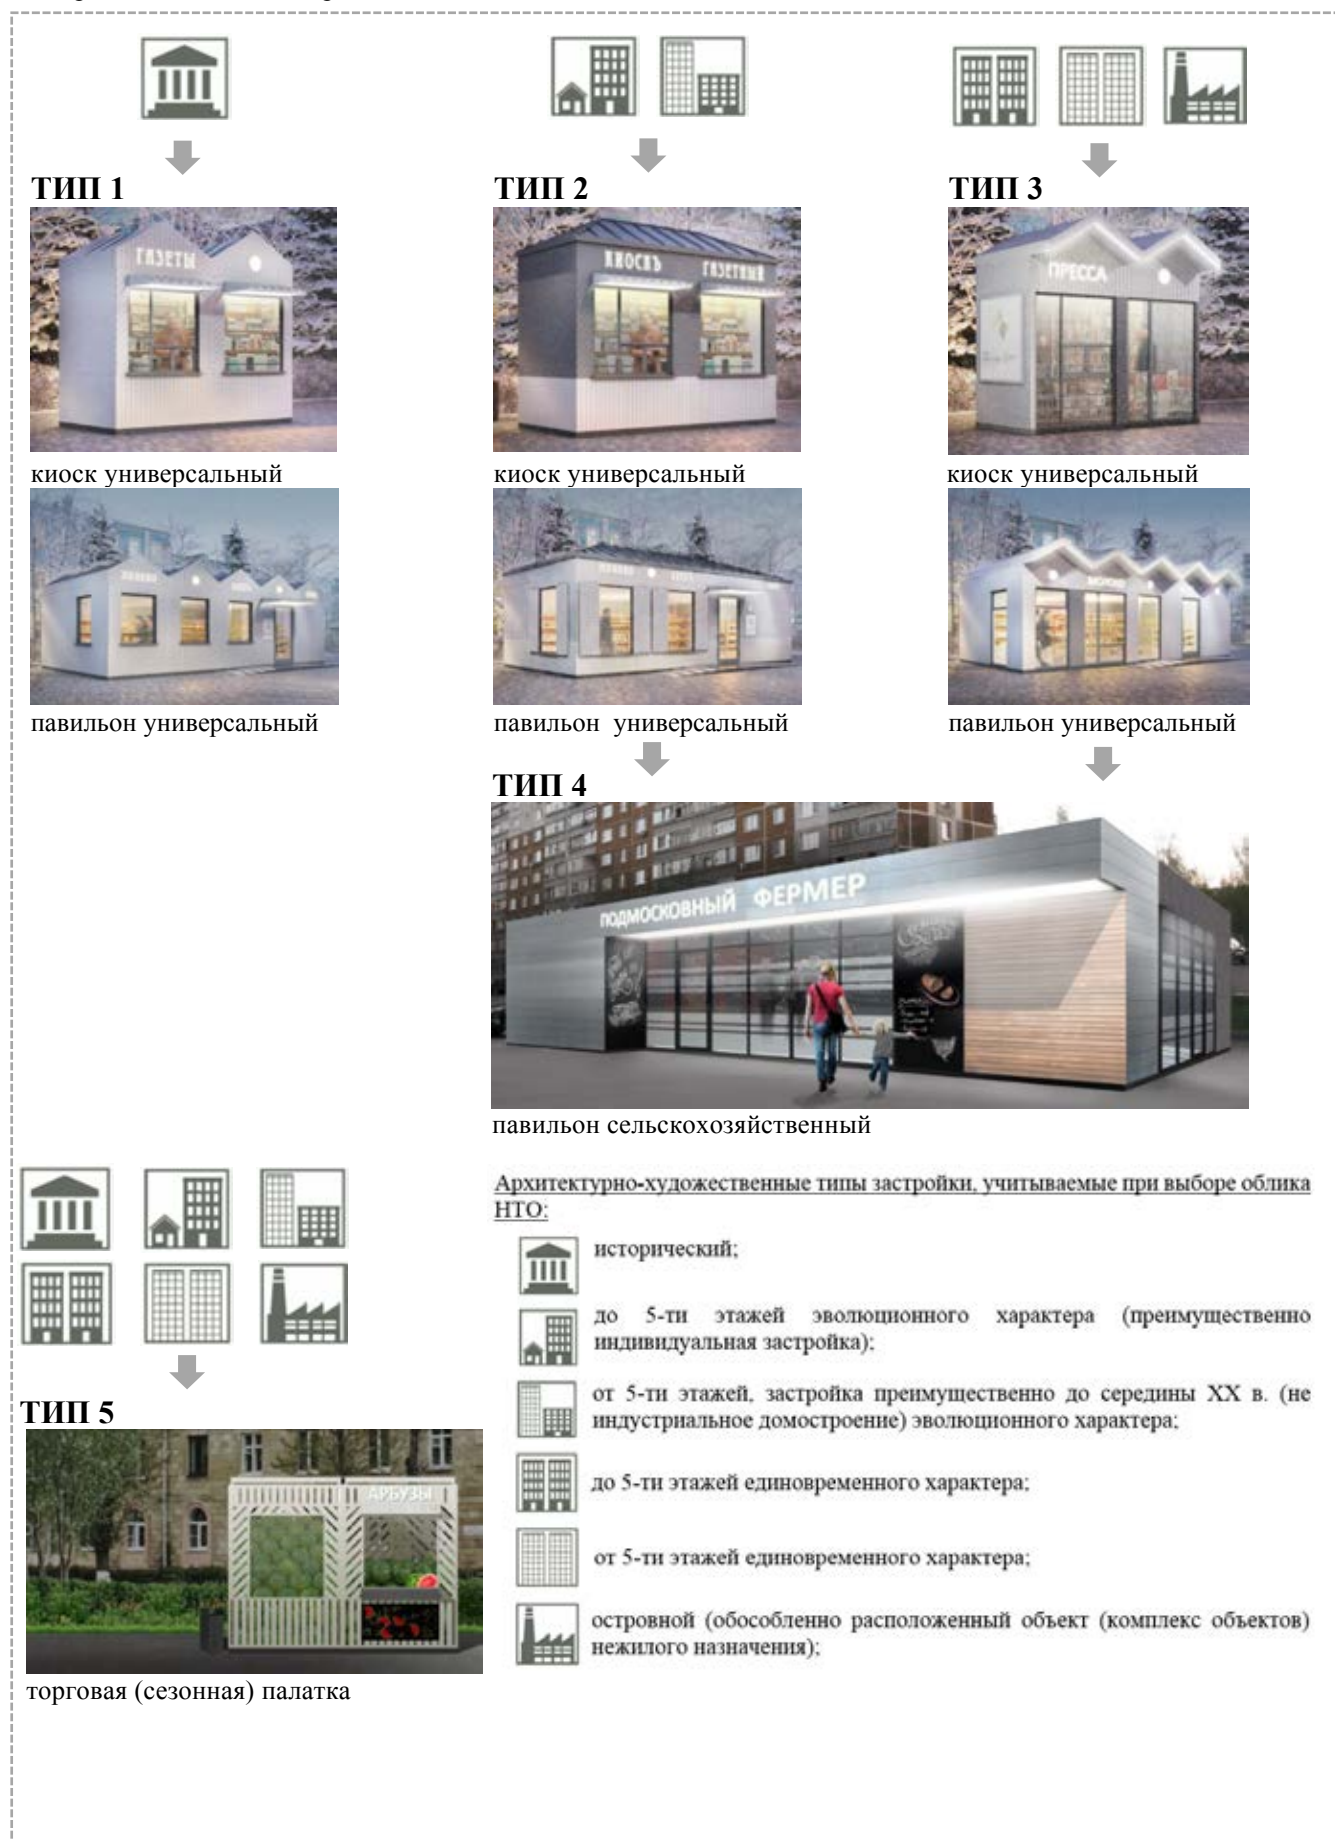 ТИП 1
ТИП 2
ТИП 3
ГАЗЕТЫ
КИОСКЪ ГАЗЕТНЫЙ
ПРЕССА
киоск универсальный
киоск универсальный
киоск универсальный
павильон универсальный
павильон универсальный
павильон универсальный
ТИП 4
ПОДМОСКОВНЫЙ ФЕРМЕР
павильон сельскохозяйственный
Архитектурно-художественные типы застройки, учитываемые при выборе облика
НТО:
исторический;
до 5-ти этажей эволюционного характера (преимущественно
индивидуальная застройка);
от 5-ти этажей, застройка преимущественно до середины XX в. (не
индустриальное домостроение) эволюционного характера;
до 5-ти этажей единовременного характера;
от 5-ти этажей единовременного характера;
островной (обособленно расположенный объект (комплекс объектов)
нежилого назначения);
ТИП 5
АРБУЗЫ
торговая (сезонная) палатка